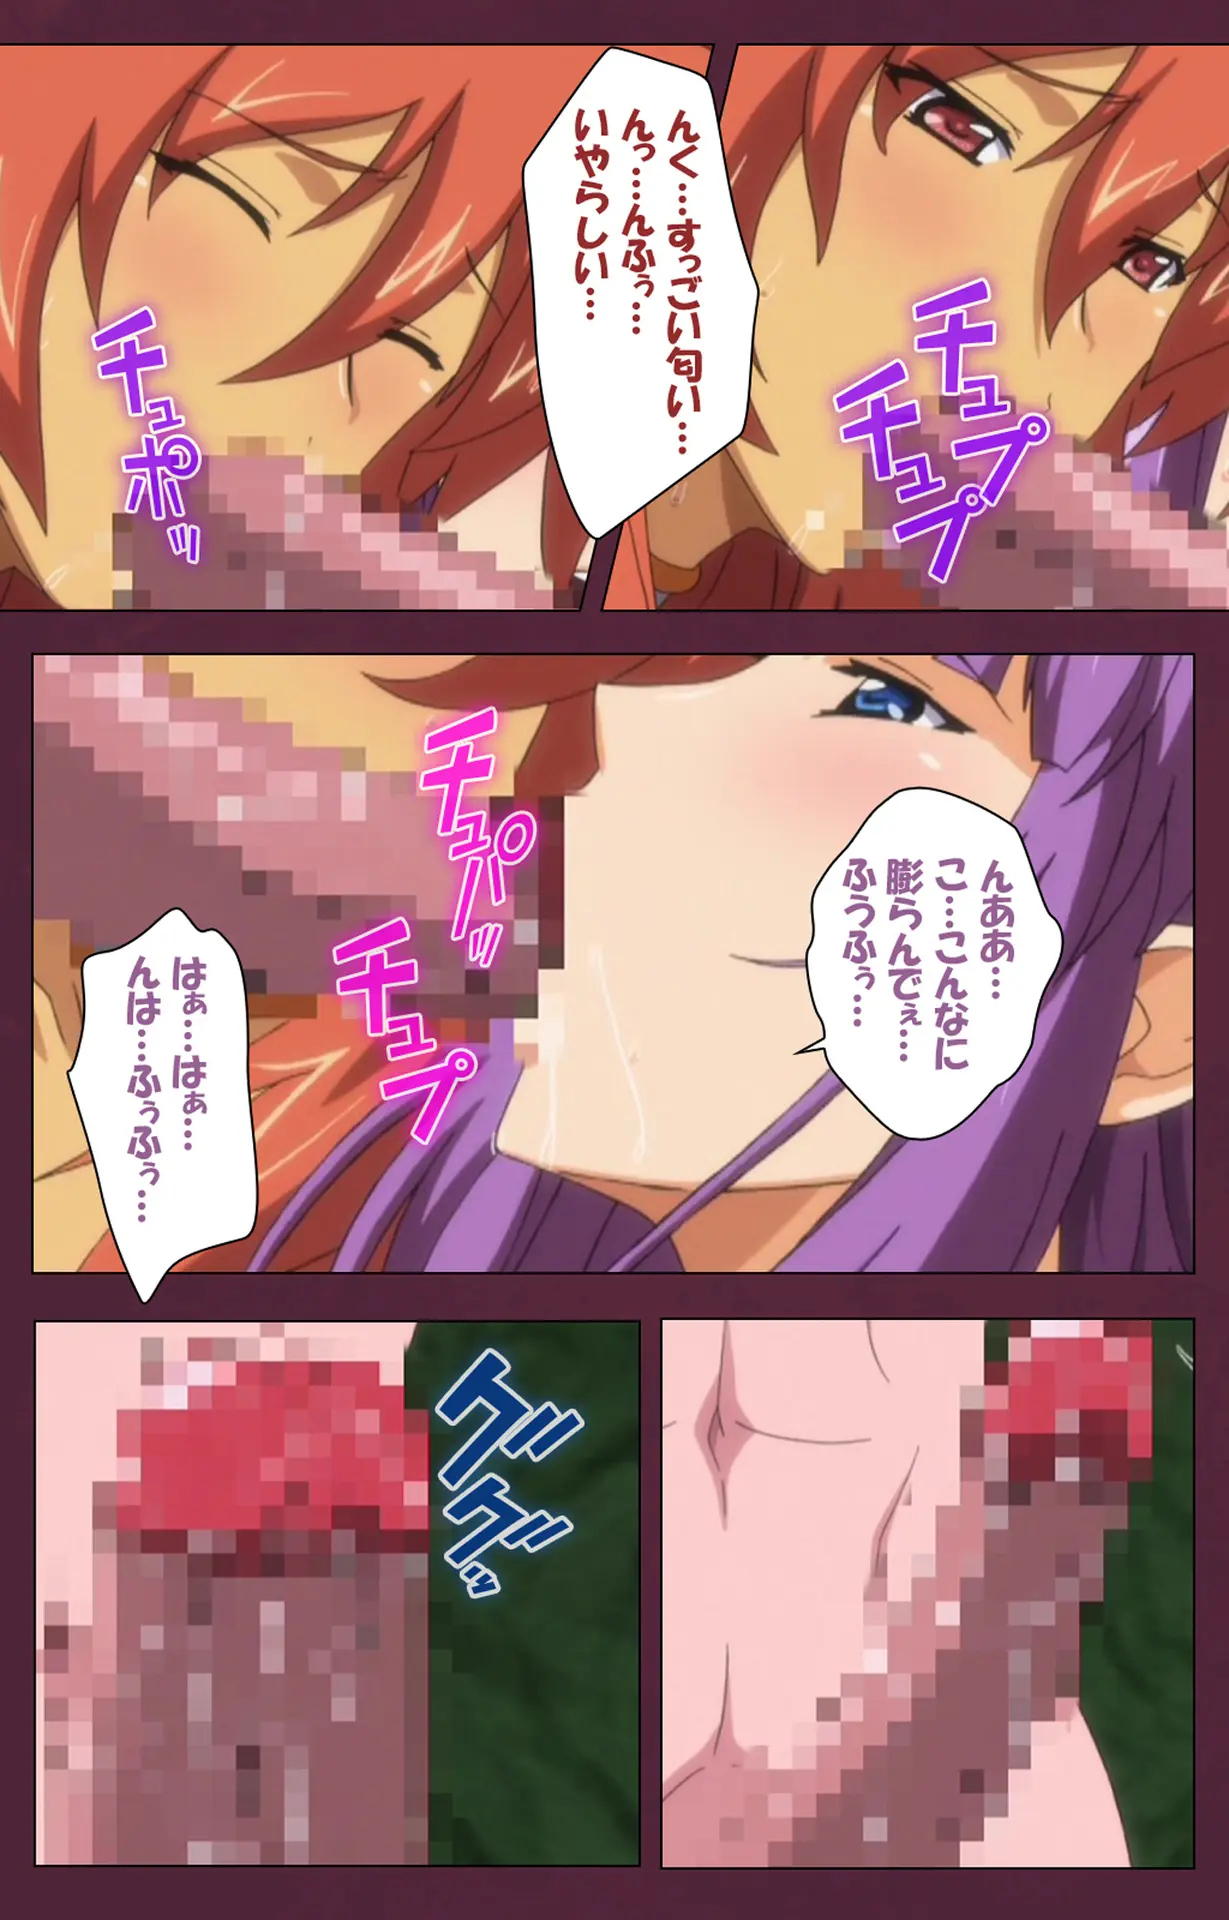 チュプ
チュプ
んく…すっごい匂い…
んっ…んふぅ…
いやらしい…
チュポッ
んああ…
こ…こんなに
膨らんでぇ…
ふうふぅ…
チュパッ
チュプ
はぁ…はぁ…
んは…ふぅふぅ…
グググッ